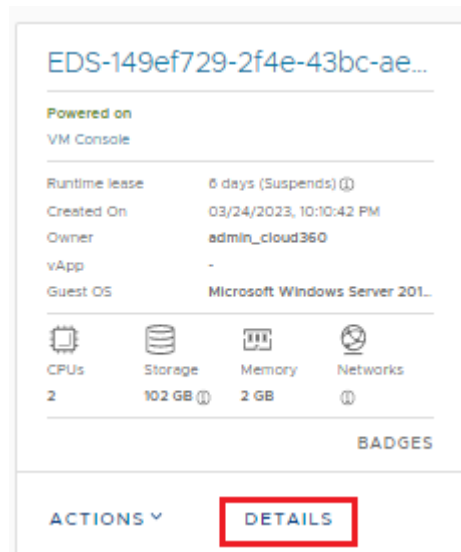 EDS-149ef729-2f4e-43bc-ae...
Powered on
VM Console
Runtime lease 6 days (Suspends)
Created On 03/24/2023, 10:10:42 PM
Owner admin_cloud360
vApp -
Guest OS Microsoft Windows Server 201...
CPUs Storage Memory Networks
2 102 GB 2 GB
BADGES
ACTIONS DETAILS